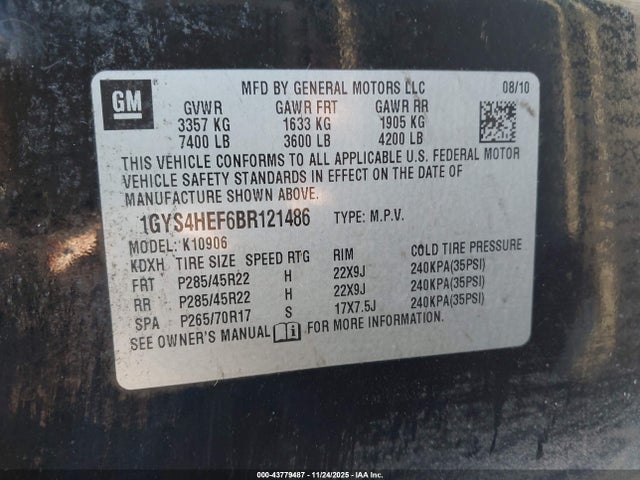 GM
MFD BY GENERAL MOTORS LLC 08/10
GVWR GAWR FRT GAWR RR
3357 KG 1633 KG 1905 KG
7400 LB 3600 LB 4200 LB
THIS VEHICLE CONFORMS TO ALL APPLICABLE U.S. FEDERAL MOTOR
VEHICLE SAFETY STANDARDS IN EFFECT ON THE DATE OF
MANUFACTURE SHOWN ABOVE.
1GYS4HEF6BR121486 TYPE: M.P.V.
MODEL: K10906
KDXH TIRE SIZE SPEED RTG RIM COLD TIRE PRESSURE
FRT P285/45R22 H 22X9J 240KPA(35PSI)
RR P285/45R22 H 22X9J 240KPA(35PSI)
SPA P265/70R17 S 17X7.5J 240KPA(35PSI)
SEE OWNER'S MANUAL FOR MORE INFORMATION.
000-43779487 - 11/24/2025 - IAA Inc.